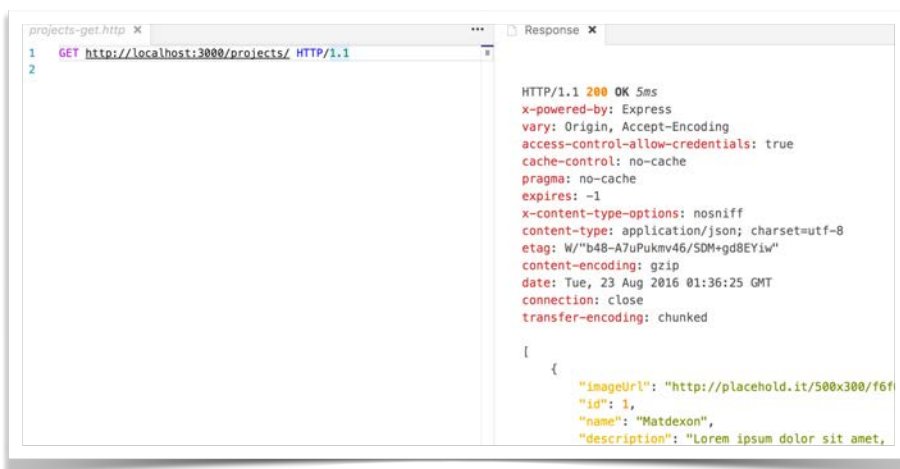 projects-get.http ×
1 GET http://localhost:3000/projects/ HTTP/1.1
2
••• Response ×
HTTP/1.1 200 OK 5ms
x-powered-by: Express
vary: Origin, Accept-Encoding
access-control-allow-credentials: true
cache-control: no-cache
pragma: no-cache
expires: -1
x-content-type-options: nosniff
content-type: application/json; charset=utf-8
etag: W/"b48-A7uPukmv46/SDM+gd8EYiw"
content-encoding: gzip
date: Tue, 23 Aug 2016 01:36:25 GMT
connection: close
transfer-encoding: chunked
[
{
"imageUrl": "http://placehold.it/500x300/f6f
"id": 1,
"name": "Matdexon",
"description": "Lorem ipsum dolor sit amet,